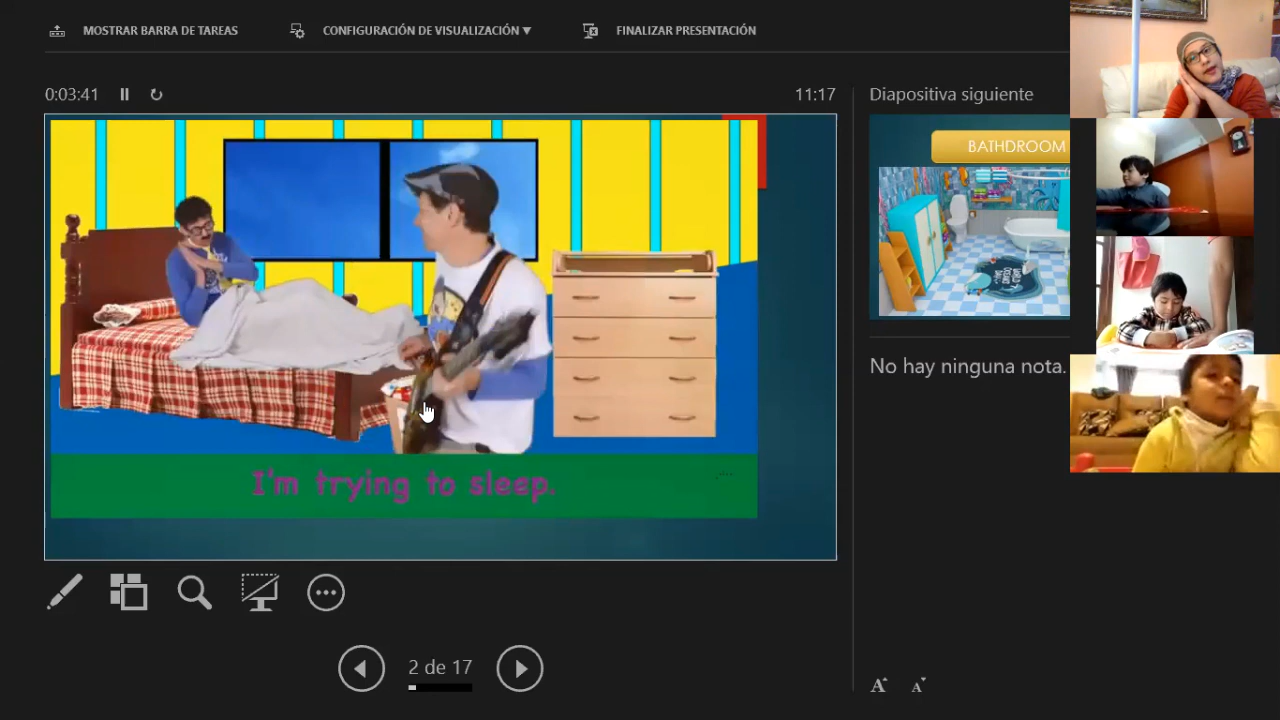 MOSTRAR BARRA DE TAREAS
CONFIGURACIÓN DE VISUALIZACIÓN ▼
FINALIZAR PRESENTACIÓN
0:03:41
11:17
Diapositiva siguiente
BATHDROOM
I'm trying to sleep.
No hay ninguna nota.
2 de 17
A A